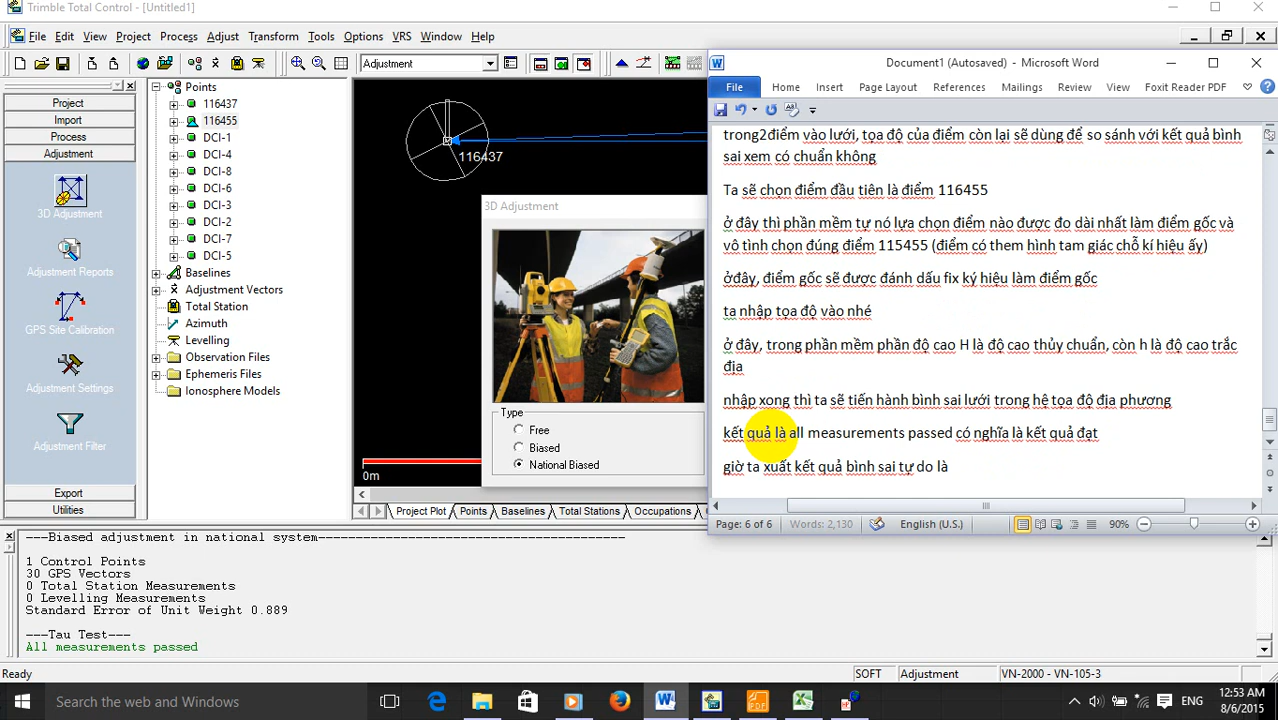 Trimble Total Control - [Untitled1]
File Edit View Project Process Adjust Transform Tools Options VRS Window Help
Adjustment
Project
Import
Process
Adjustment
3D Adjustment
Adjustment Reports
GPS Site Calibration
Adjustment Settings
Adjustment Filter
Export
Utilities
Points
116437
116455
DCI-1
DCI-4
DCI-8
DCI-6
DCI-3
DCI-2
DCI-7
DCI-5
Baselines
Adjustment Vectors
Total Station
Azimuth
Levelling
Observation Files
Ephemeris Files
Ionosphere Models
116437
0m
3D Adjustment
Type
Free
Biased
National Biased
Project Plot Points Baselines Total Stations Occupations
Document1 (Autosaved) - Microsoft Word
File Home Insert Page Layout References Mailings Review View Foxit PDF
trong2điểm vào lưới, tọa độ của điểm còn lại sẽ dùng để so sánh với kết quả bình
sai xem có chuẩn không
Ta sẽ chọn điểm đầu tiên là điểm 116455
ở đây thì phần mềm tự nó lựa chọn điểm nào được đo dài nhất làm điểm gốc và
vô tình chọn đúng điểm 115455 (điểm có them hình tam giác chỗ kí hiệu ấy)
ởđây, điểm gốc sẽ được đánh dấu fix ký hiệu làm điểm gốc
ta nhập tọa độ vào nhé
ở đây, trong phần mềm phần độ cao H là độ cao thủy chuẩn, còn h là độ cao trắc
địa
nhập xong thì ta sẽ tiến hành bình sai lưới trong hệ tọa độ địa phương
kết quả là all measurements passed có nghĩa là kết quả đạt
giờ ta xuất kết quả bình sai tự do là
Page: 6 of 6 Words: 2,130 English (U.S.) 90%
---Biased adjustment in national system---
1 Control Points
30 GPS Vectors
0 Total Station Measurements
0 Levelling Measurements
Standard Error of Unit Weight 0.889
---Tau Test---
All measurements passed
Ready SOFT Adjustment VN-2000 - VN-105-3
Search the web and Windows
ENG
12:53 AM
8/6/2015